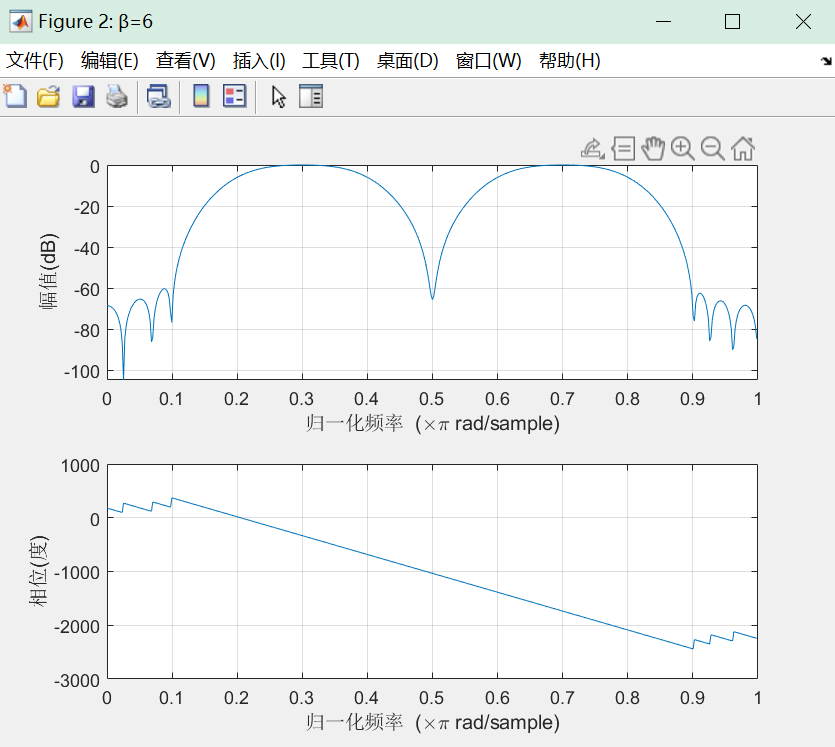 Figure 2: β=6
文件(F) 编辑(E) 查看(V) 插入(I) 工具(T) 桌面(D) 窗口(W) 帮助(H)
0
-20
-40
-60
-80
-100
幅值(dB)
0 0.1 0.2 0.3 0.4 0.5 0.6 0.7 0.8 0.9 1
归一化频率 (×π rad/sample)
1000
0
-1000
-2000
-3000
相位(度)
0 0.1 0.2 0.3 0.4 0.5 0.6 0.7 0.8 0.9 1
归一化频率 (×π rad/sample)